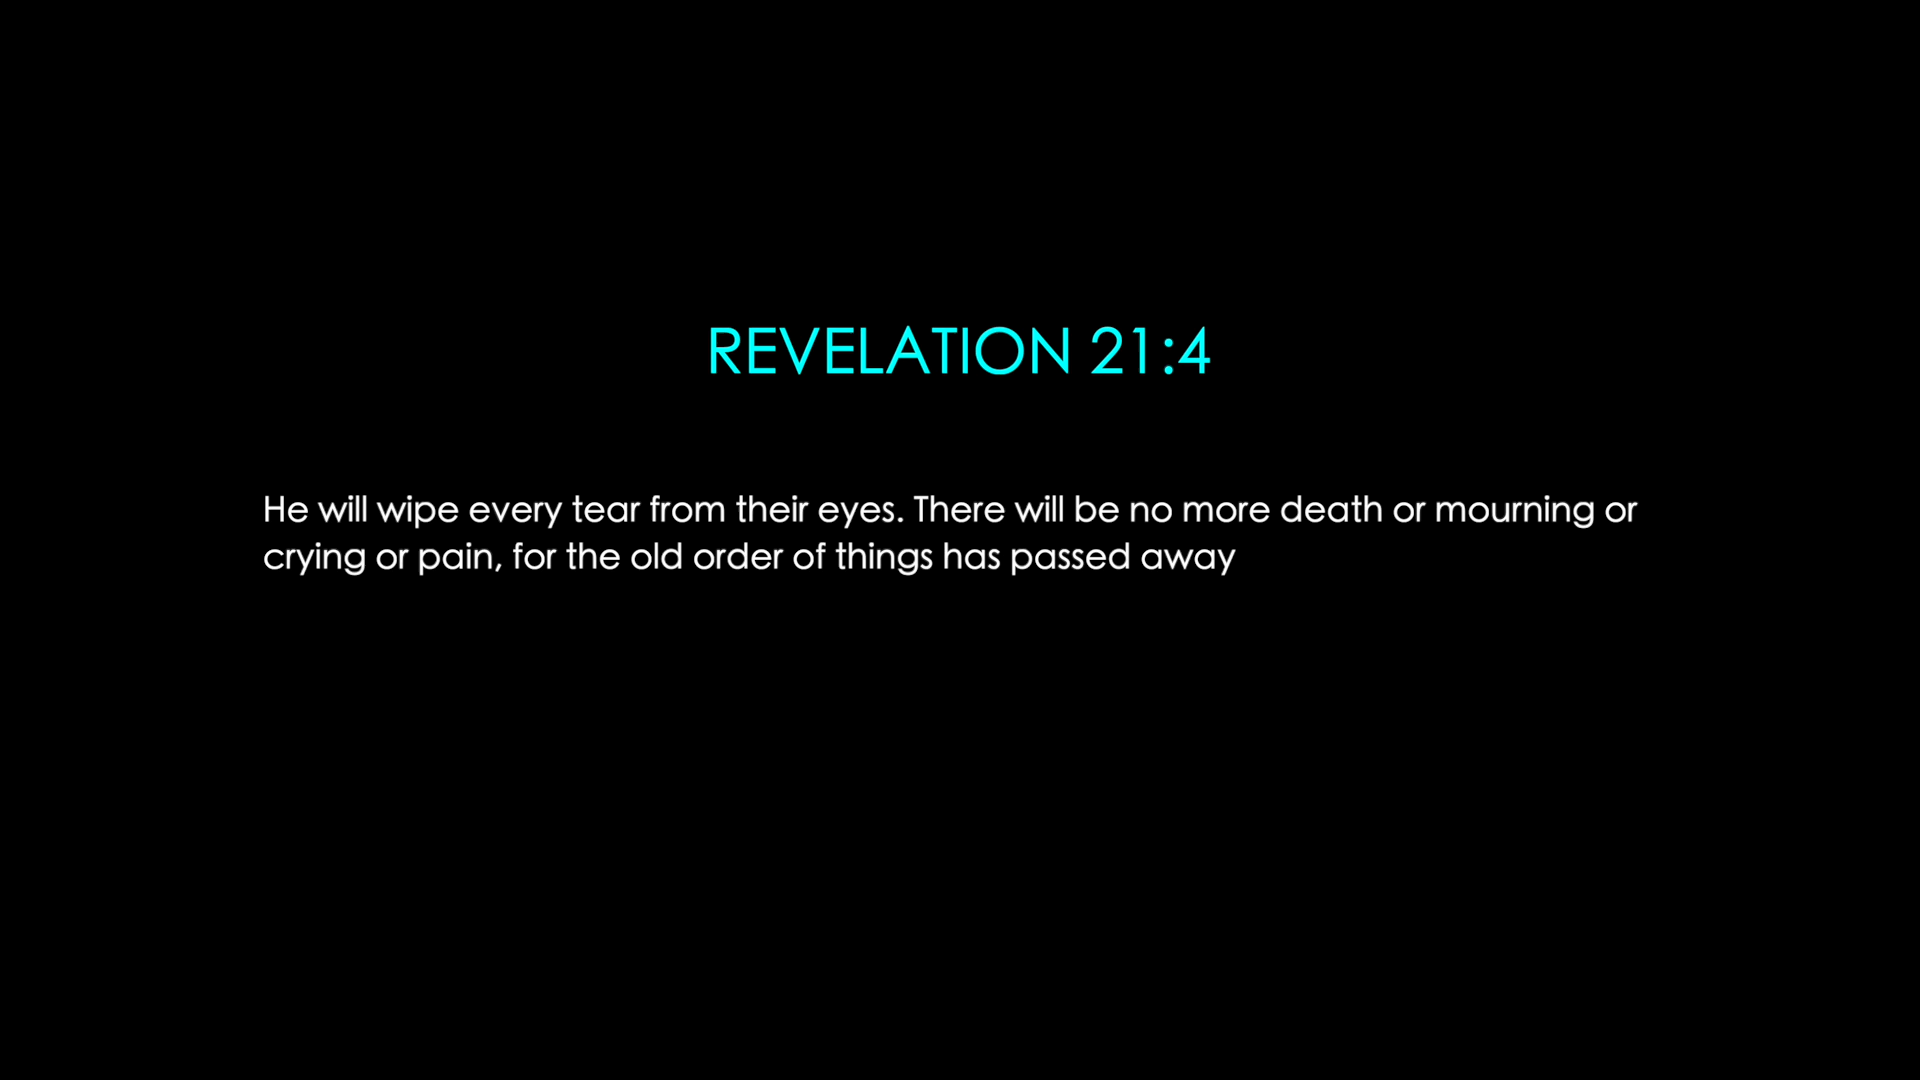 REVELATION 21:4
He will wipe every tear from their eyes. There will be no more death or mourning or
crying or pain, for the old order of things has passed away